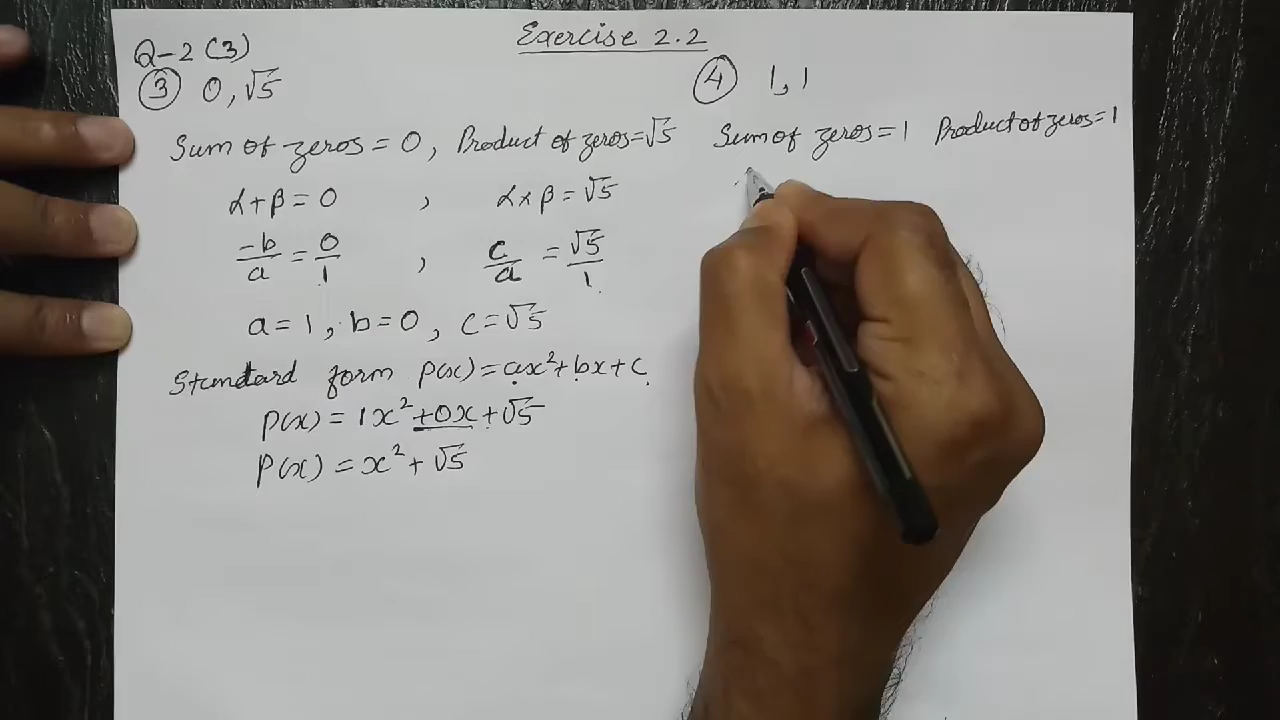 Exercise 2.2
Q-2 (3)
③ 0, √5
Sum of zeros = 0, Product of zeros = √5
α + β = 0 , α × β = √5
-b/a = 0/1 , c/a = √5/1
a = 1, b = 0, c = √5
Standard form P(x) = ax² + bx + c
P(x) = 1x² + 0x + √5
P(x) = x² + √5
④ 1, 1
Sum of zeros = 1 Product of zeros = 1